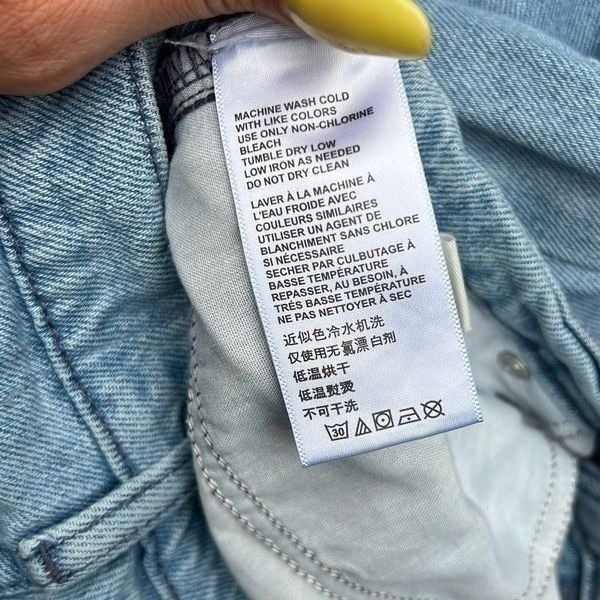 MACHINE WASH COLD
WITH LIKE COLORS
USE ONLY NON-CHLORINE
BLEACH
TUMBLE DRY LOW
LOW IRON AS NEEDED
DO NOT DRY CLEAN
LAVER À LA MACHINE À
L'EAU FROIDE AVEC
COULEURS SIMILAIRES
UTILISER UN AGENT DE
BLANCHIMENT SANS CHLORE
SI NÉCESSAIRE
SECHER PAR CULBUTAGE À
BASSE TEMPÉRATURE
REPASSER, AU BESOIN, À
TRÈS BASSE TEMPÉRATURE
NE PAS NETTOYER À SEC
近似色冷水机洗
仅使用无氯漂白剂
低温烘干
低温熨烫
不可干洗
30